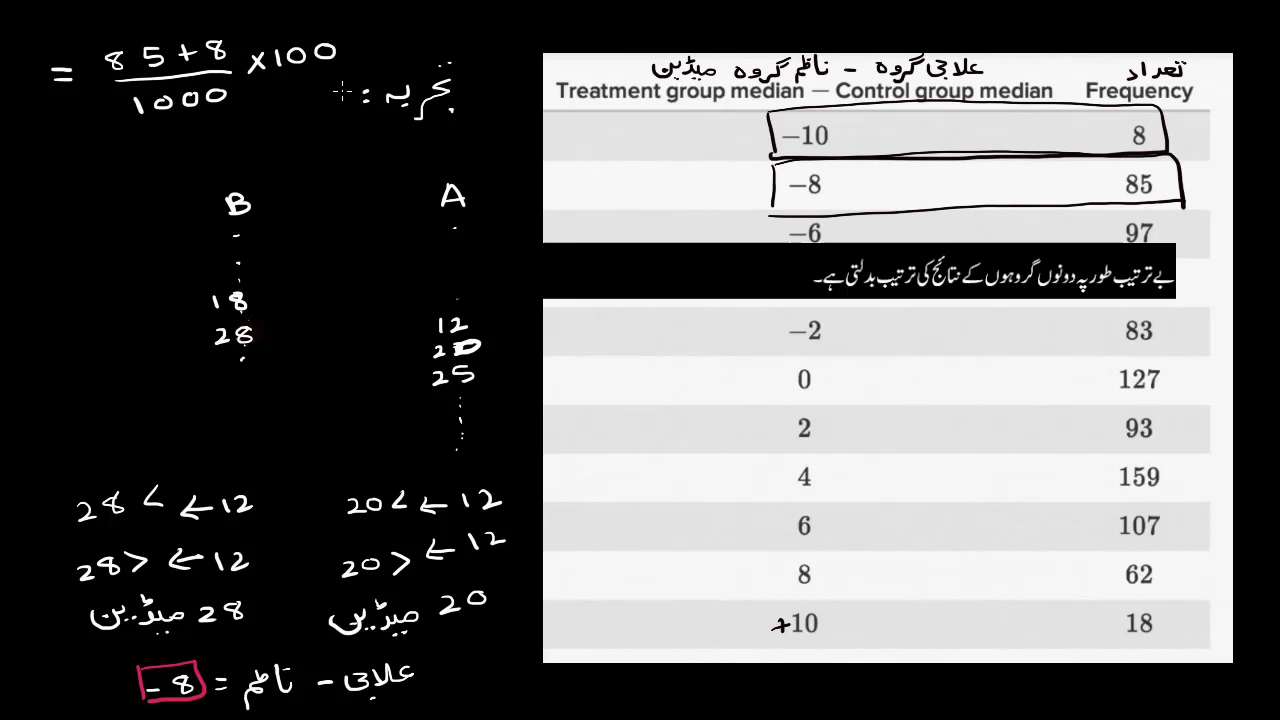 = 85+8/1000 ×100
تجربہ :
B A
18
28
12
20
25
28 < ← 12
20 < ← 12
28 > ← 12
20 > ← 12
28 میڈین
20 میڈین
علاجی - ناٹم = -8
علاجی گروہ - ناٹم گروہ میڈین تعداد
Treatment group median — Control group median Frequency
−10 8
−8 85
−6 97
بے ترتیب طور پہ دونوں گروہوں کے نتائج کی ترتیب بدلتی ہے۔
−2 83
0 127
2 93
4 159
6 107
8 62
+10 18